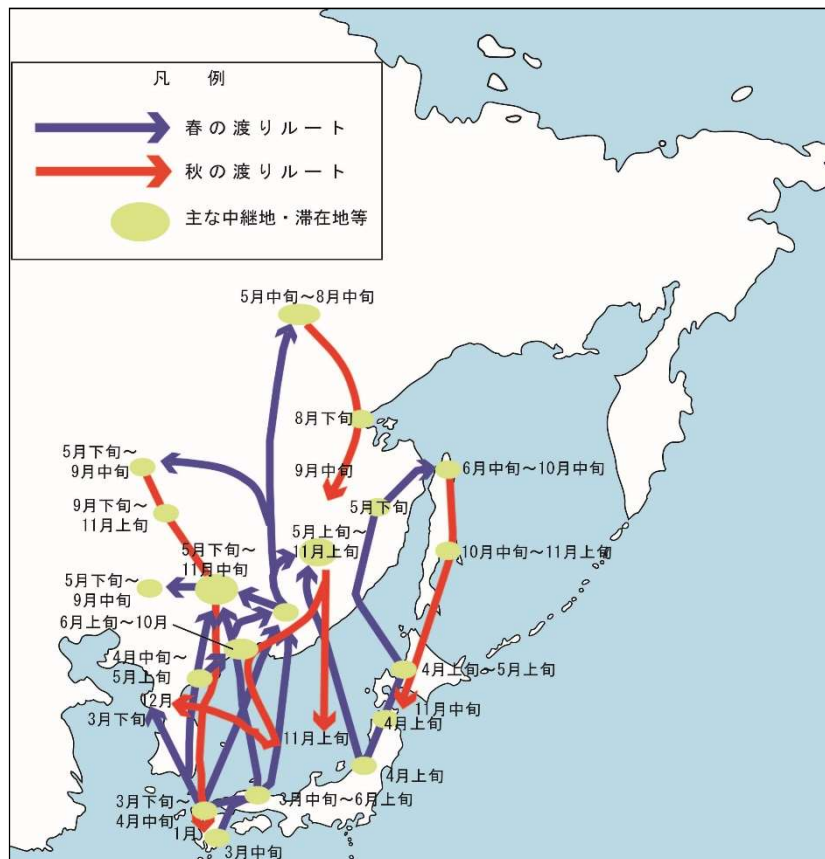 凡 例
春の渡りルート
秋の渡りルート
主な中継地・滞在地等
5月中旬～8月中旬
8月下旬
5月下旬～
9月中旬
9月中旬
6月中旬～10月中旬
9月下旬～
11月上旬
5月下旬
5月上旬～
11月上旬
10月中旬～11月上旬
5月下旬～
11月中旬
5月下旬～
9月中旬
6月上旬～10月
4月中旬～
5月上旬
4月上旬～5月上旬
12月
11月中旬
3月下旬
4月上旬
11月上旬
4月上旬
3月下旬～
4月中旬
3月中旬～6月上旬
1月
3月中旬